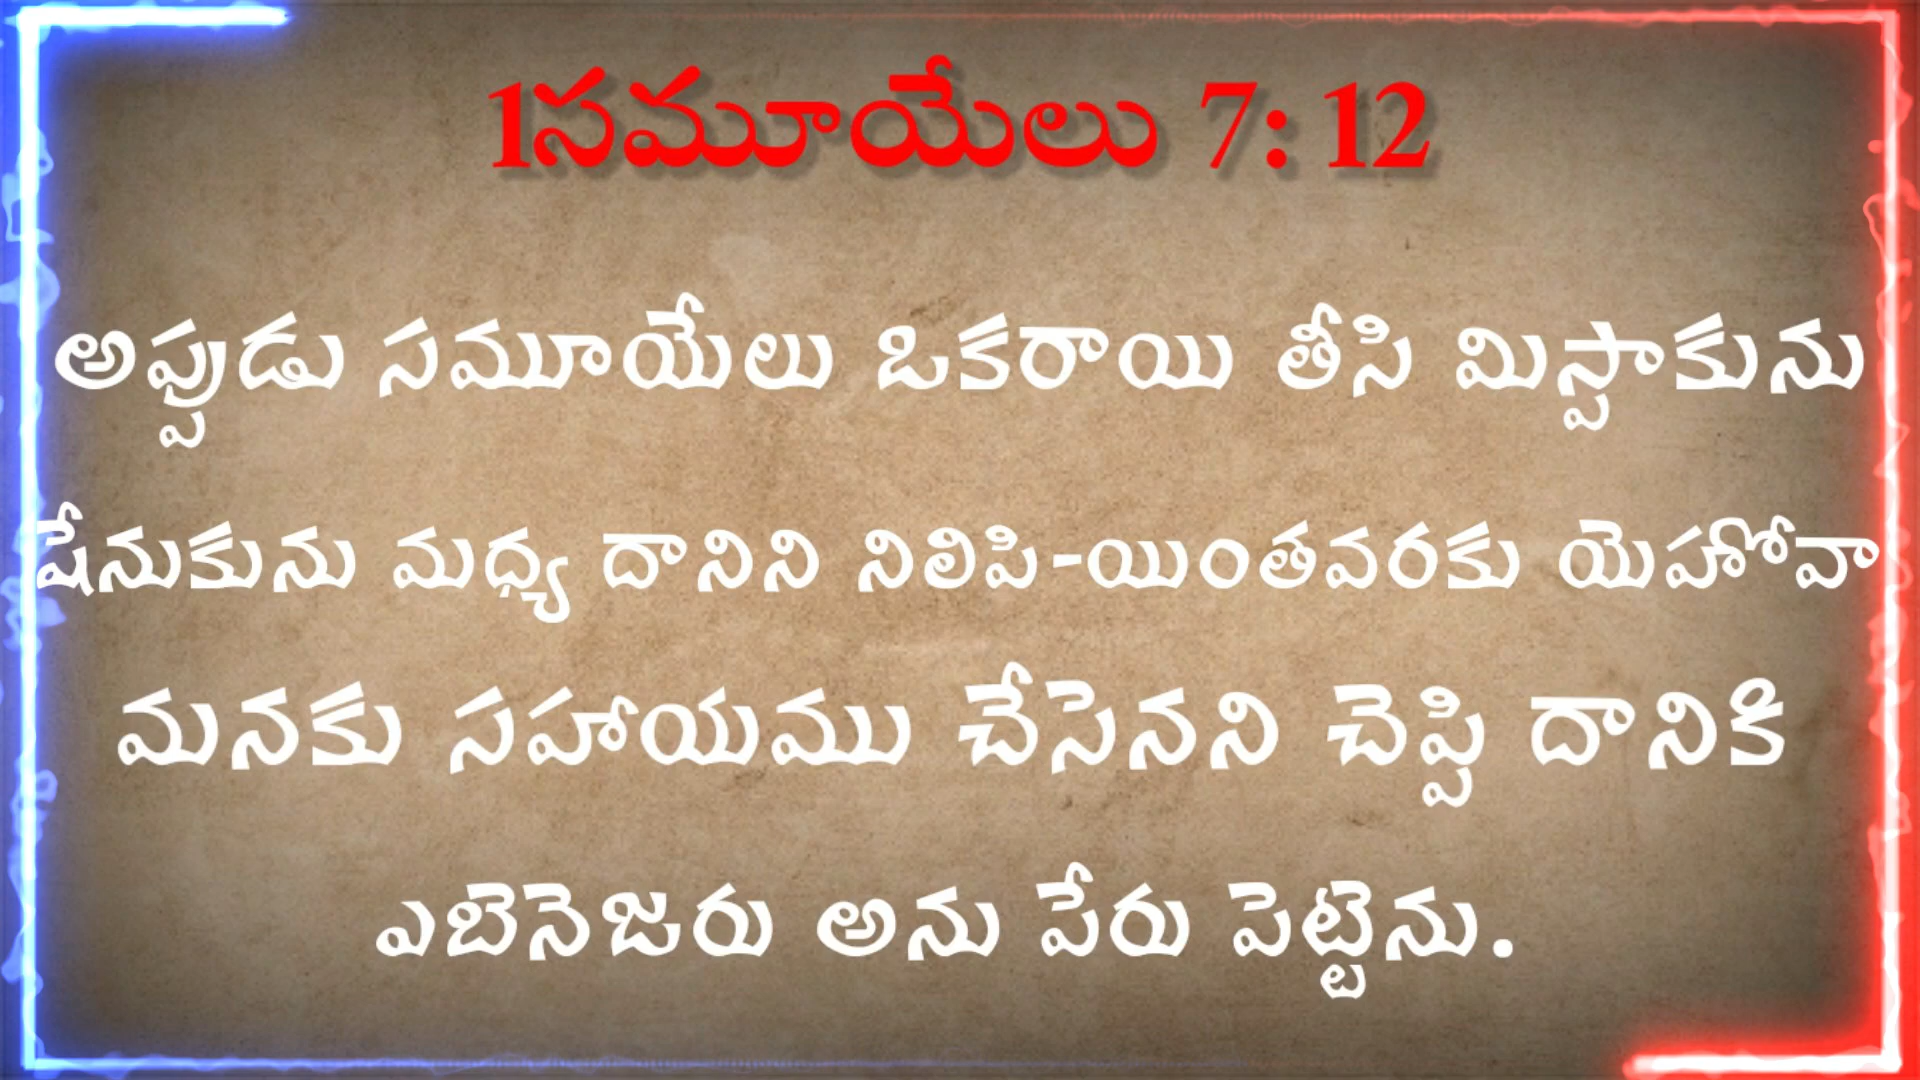 1సమూయేలు 7: 12
అప్పుడు సమూయేలు ఒకరాయి తీసి మిస్పాకును
షేనుకును మధ్య దానిని నిలిపి-యింతవరకు యెహోవా
మనకు సహాయము చేసెనని చెప్పి దానికి
ఎబెనెజరు అను పేరు పెట్టెను.